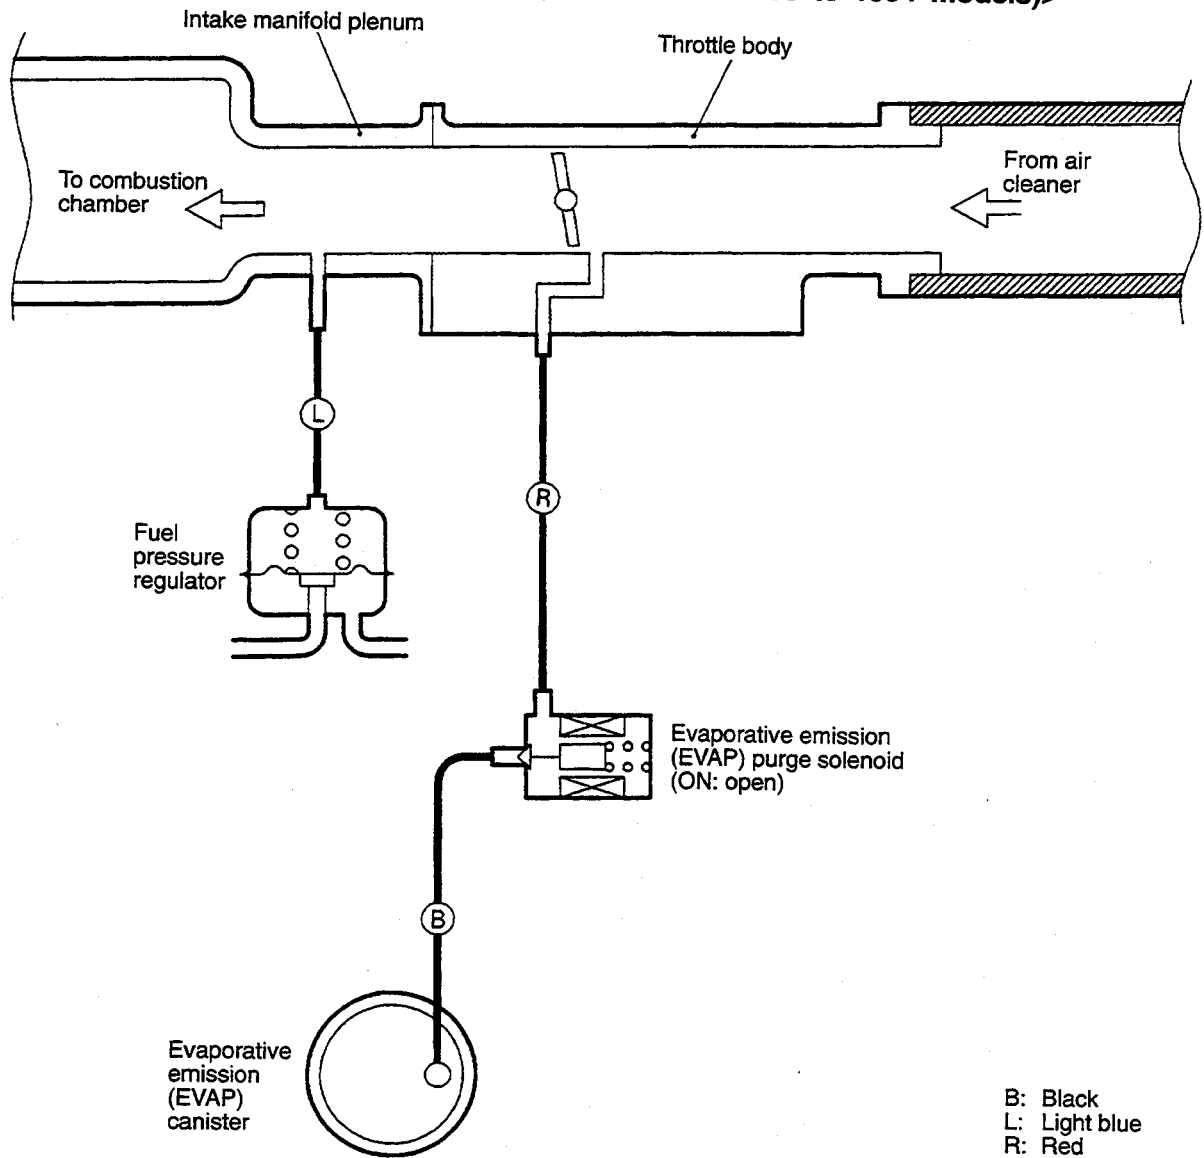 models)>
Intake manifold plenum
Throttle body
To combustion
chamber
From air
cleaner
L
R
Fuel
pressure
regulator
Evaporative emission
(EVAP) purge solenoid
(ON: open)
B
Evaporative
emission
(EVAP)
canister
B: Black
L: Light blue
R: Red